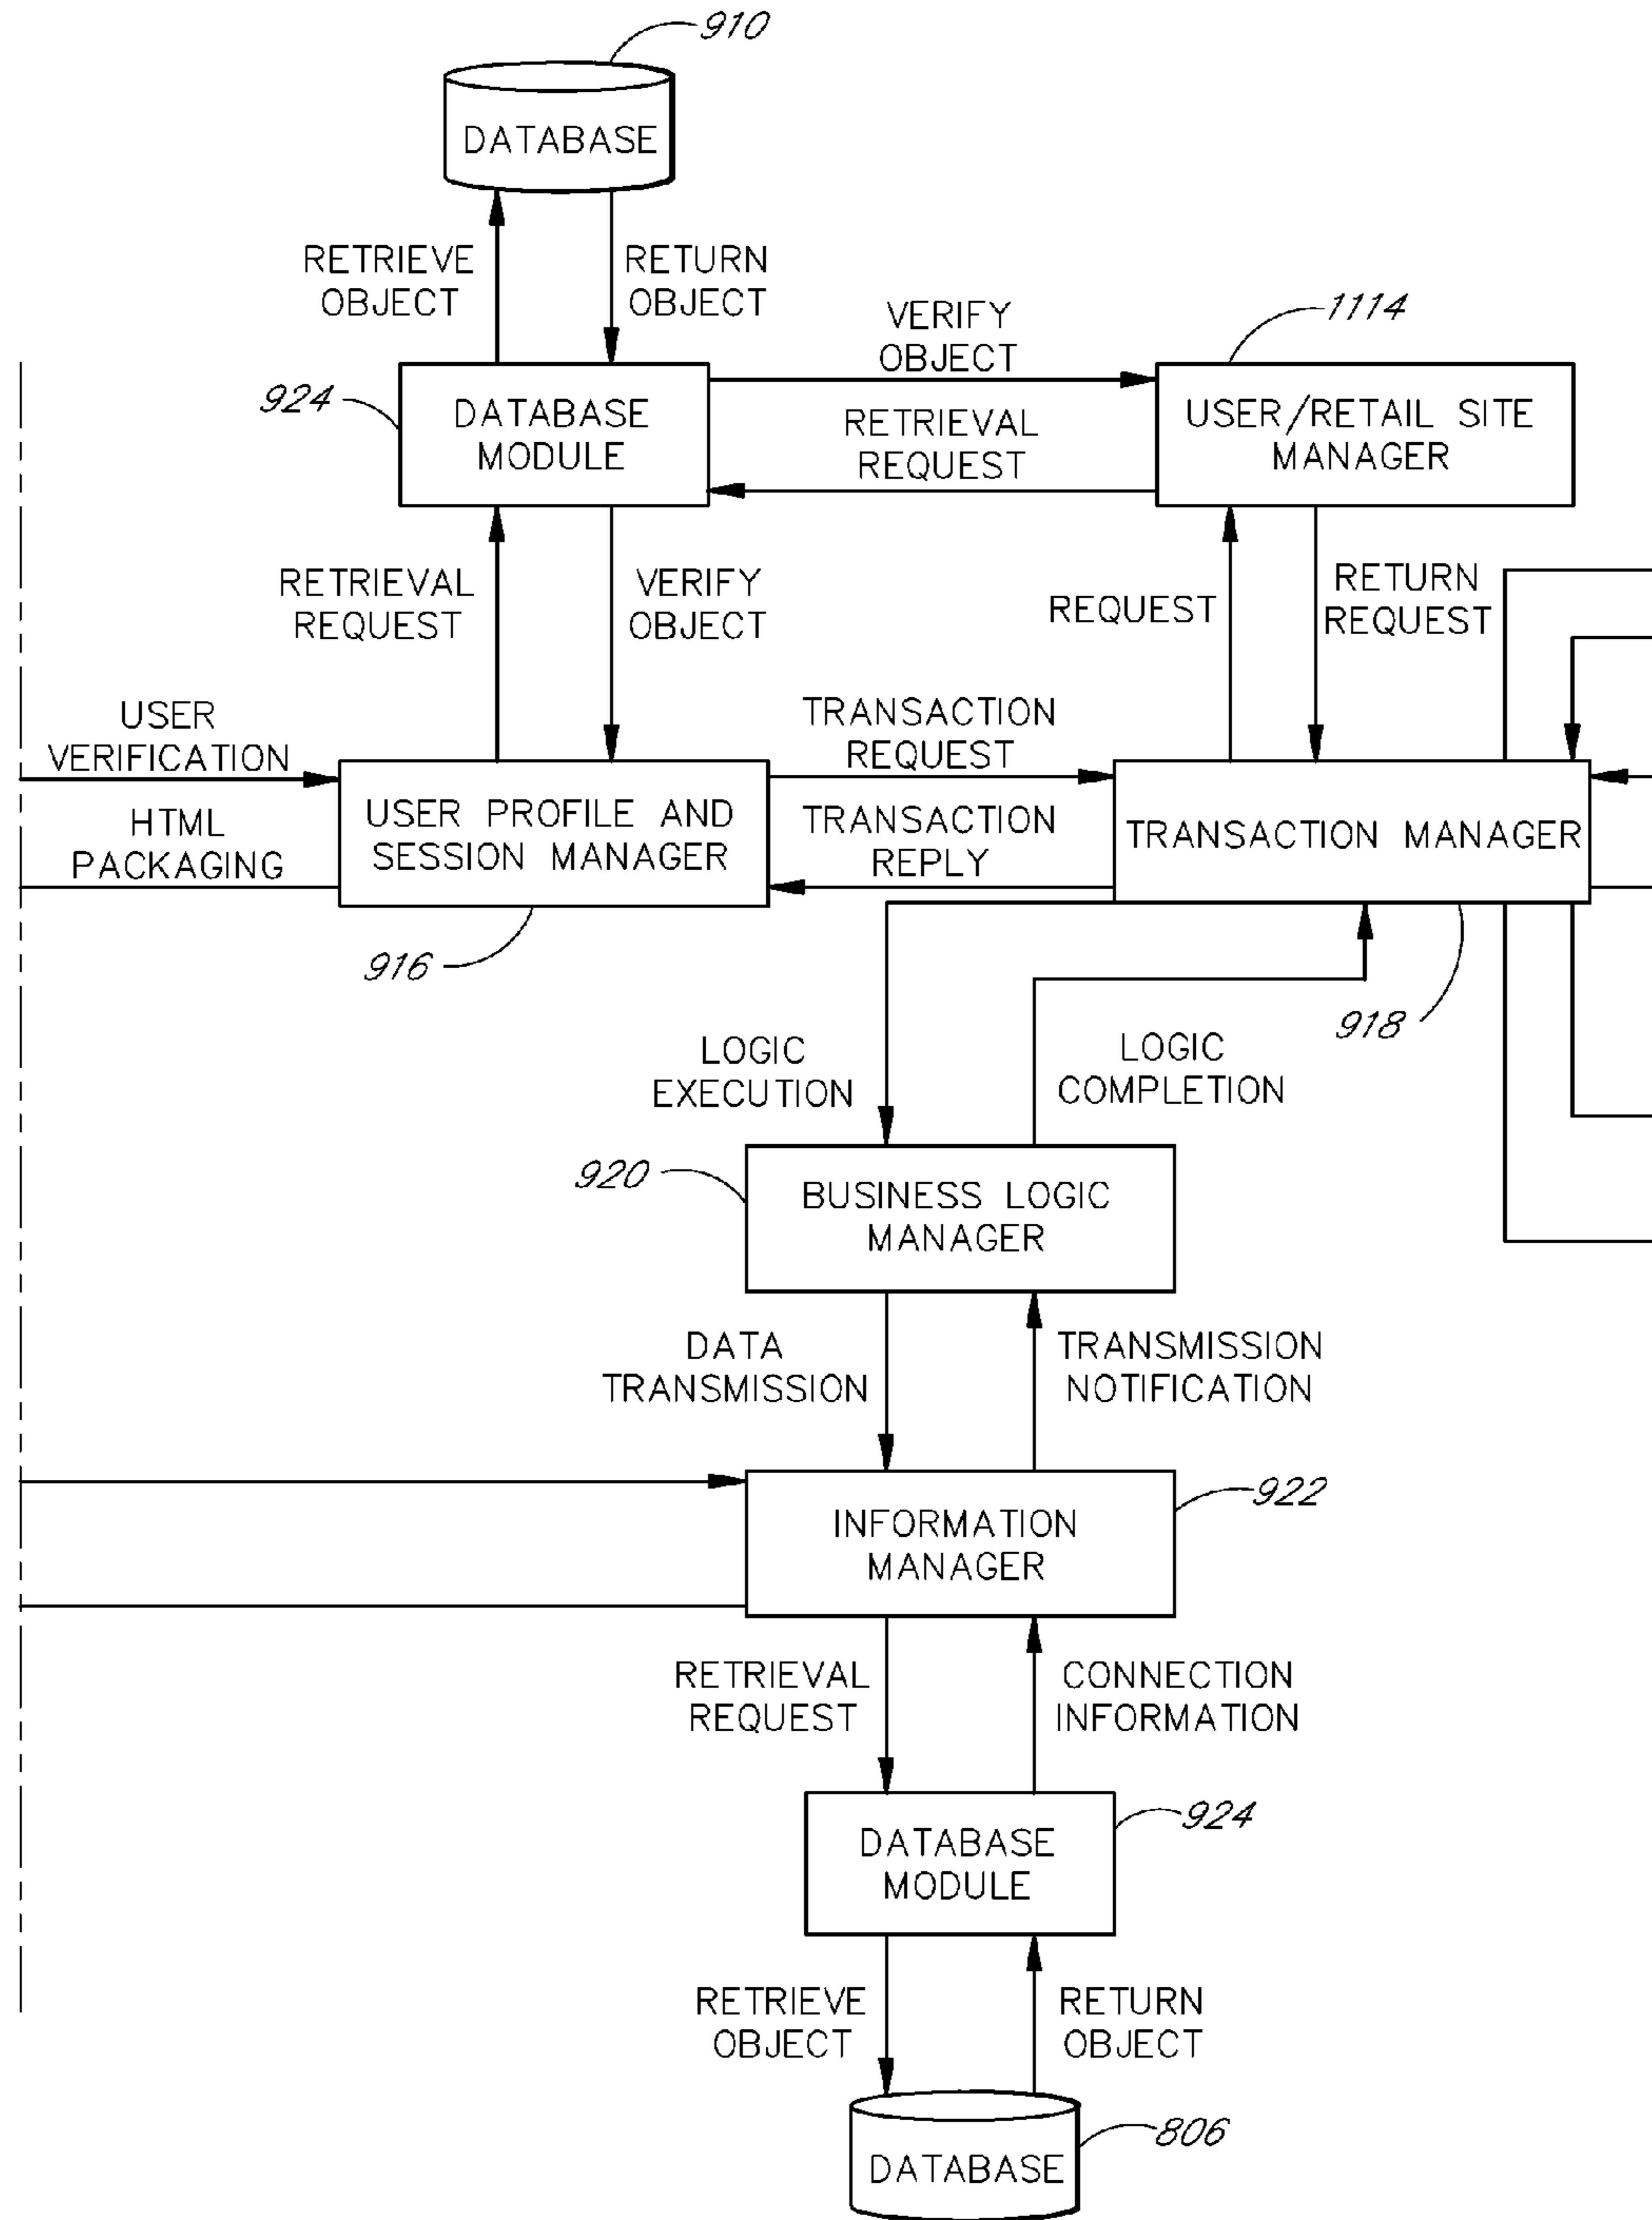 910
DATABASE
RETRIEVE
OBJECT
RETURN
OBJECT
VERIFY
OBJECT
1114
924
DATABASE
MODULE
RETRIEVAL
REQUEST
USER/RETAIL SITE
MANAGER
RETRIEVAL
REQUEST
VERIFY
OBJECT
REQUEST
RETURN
REQUEST
USER
VERIFICATION
TRANSACTION
REQUEST
HTML
PACKAGING
USER PROFILE AND
SESSION MANAGER
TRANSACTION
REPLY
TRANSACTION MANAGER
916
918
LOGIC
EXECUTION
LOGIC
COMPLETION
920
BUSINESS LOGIC
MANAGER
DATA
TRANSMISSION
TRANSMISSION
NOTIFICATION
922
INFORMATION
MANAGER
RETRIEVAL
REQUEST
CONNECTION
INFORMATION
924
DATABASE
MODULE
RETRIEVE
OBJECT
RETURN
OBJECT
806
DATABASE